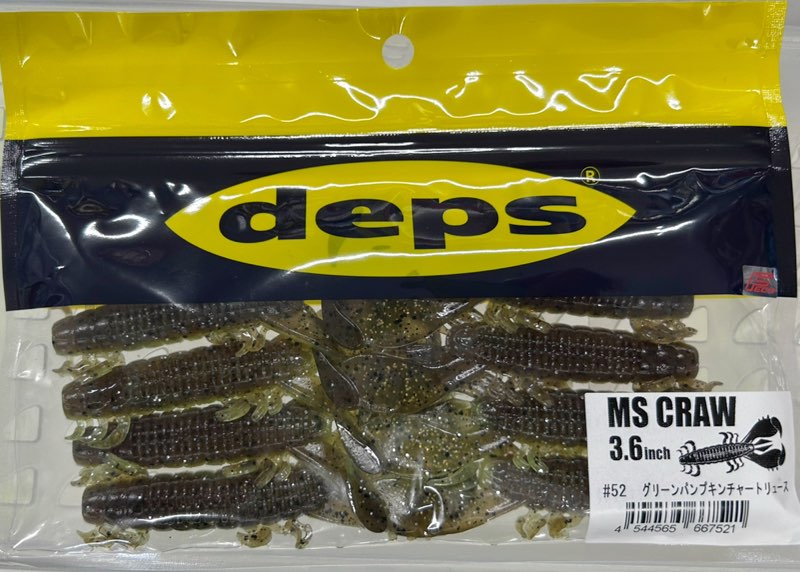 deps®
MS CRAW
3.6inch
#52 グリーンパンプキンチャートリュース
4 544565 667521